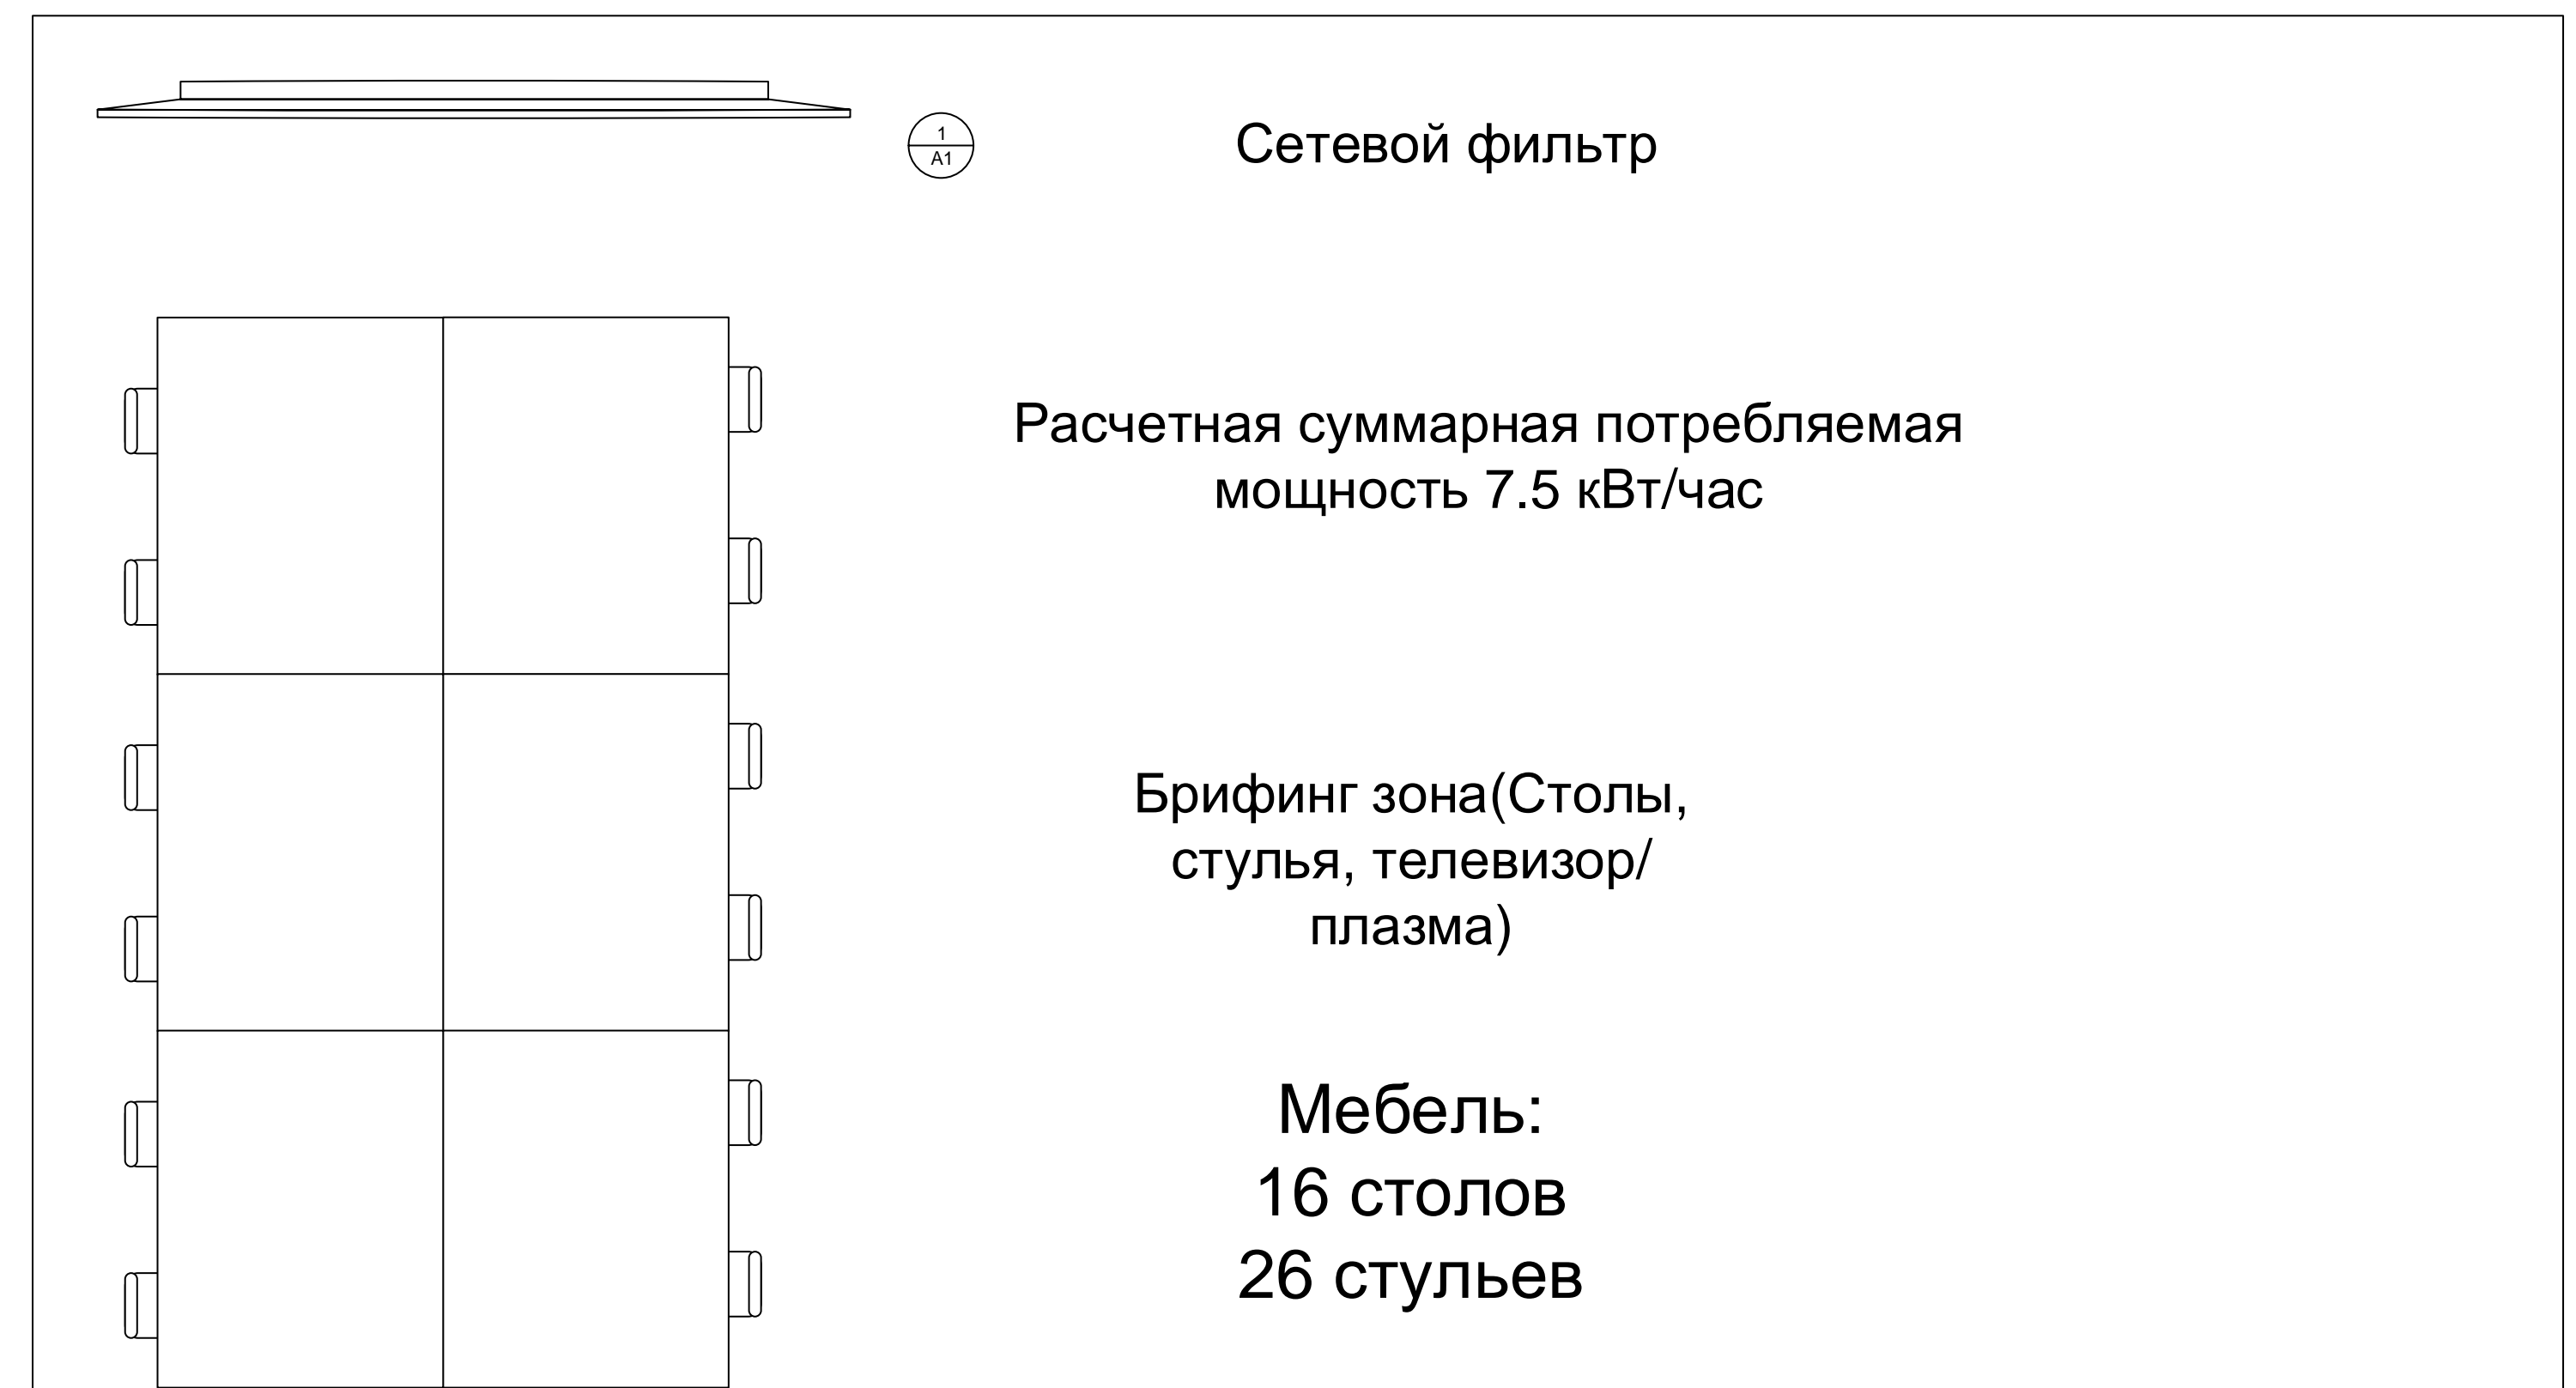 1
A1
Сетевой фильтр
Расчетная суммарная потребляемая
мощность 7.5 кВт/час
Брифинг зона(Столы,
стулья, телевизор/
плазма)
Мебель:
16 столов
26 стульев